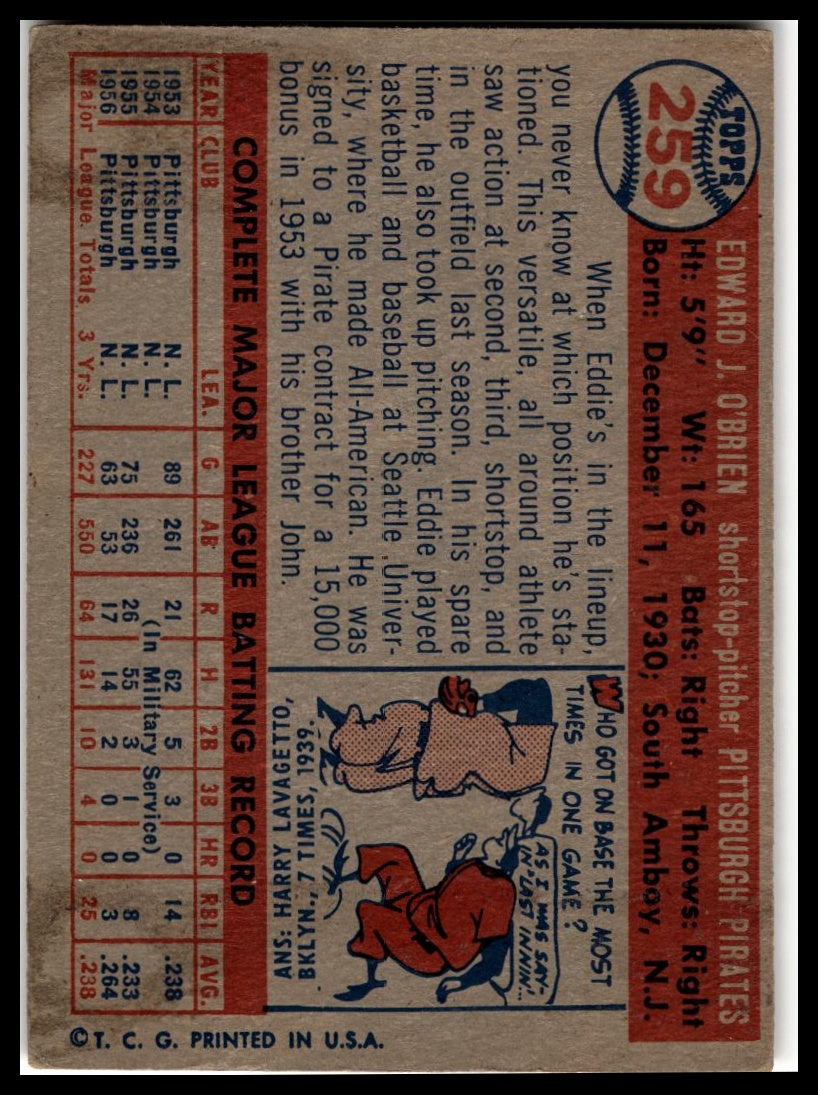 TOPPS
259
EDWARD J. O'BRIEN shortstop-pitcher PITTSBURGH PIRATES
Ht: 5'9" Wt: 165 Bats: Right Throws: Right
Born: December 11, 1930; South Amboy, N.J.
When Eddie's in the lineup,
you never know at which position he's sta-
tioned. This versatile, all around athlete
saw action at second, third, shortstop, and
in the outfield last season. In his spare
time, he also took up pitching. Eddie played
basketball and baseball at Seattle Univer-
sity, where he made All-American. He was
signed to a Pirate contract for a 15,000
bonus in 1953 with his brother John.
WHO GOT ON BASE THE MOST
TIMES IN ONE GAME?
AS I WAS SAY-
IN' LAST INNIN'...
ANS: HARRY LAVAGETTO,
BKLYN., 7 TIMES, 1939.
COMPLETE MAJOR LEAGUE BATTING RECORD
YEAR CLUB LEA. G AB R H 2B 3B HR RBI AVG.
1953 Pittsburgh N. L. 89 261 21 62 5 3 0 14 .238
1954 Pittsburgh N. L. (In Military Service)
1955 Pittsburgh N. L. 75 236 26 55 3 1 0 8 .233
1956 Pittsburgh N. L. 63 53 17 14 2 0 0 3 .264
Major League Totals 3 Yrs. 227 550 64 131 10 4 0 25 .238
© T. C. G. PRINTED IN U.S.A.